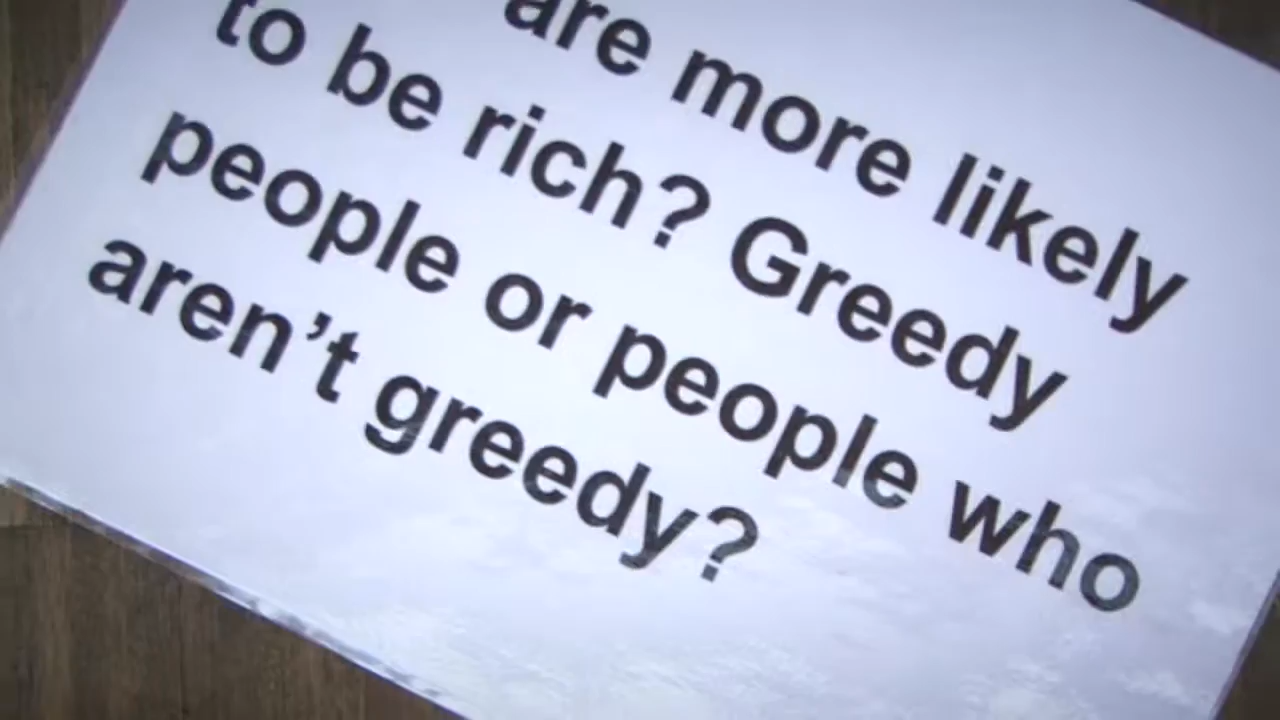 are more likely
to be rich? Greedy
people or people who
aren’t greedy?